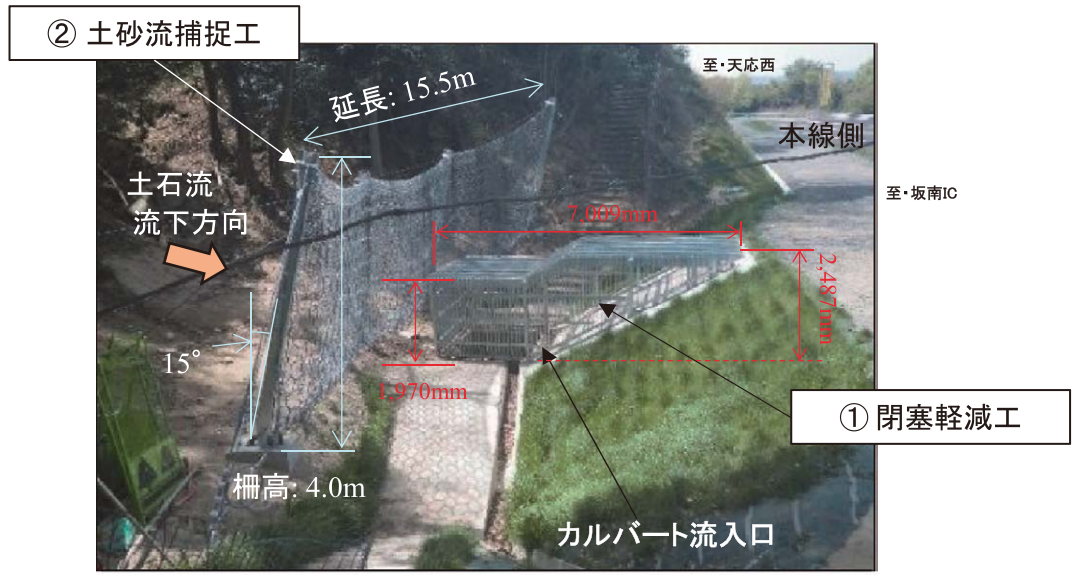 ② 土砂流捕捉工
至・天応西
延長: 15.5m
本線側
土石流
流下方向
至・坂南IC
7,009mm
2,487mm
15°
1,970mm
① 閉塞軽減工
柵高: 4.0m
カルバート流入口